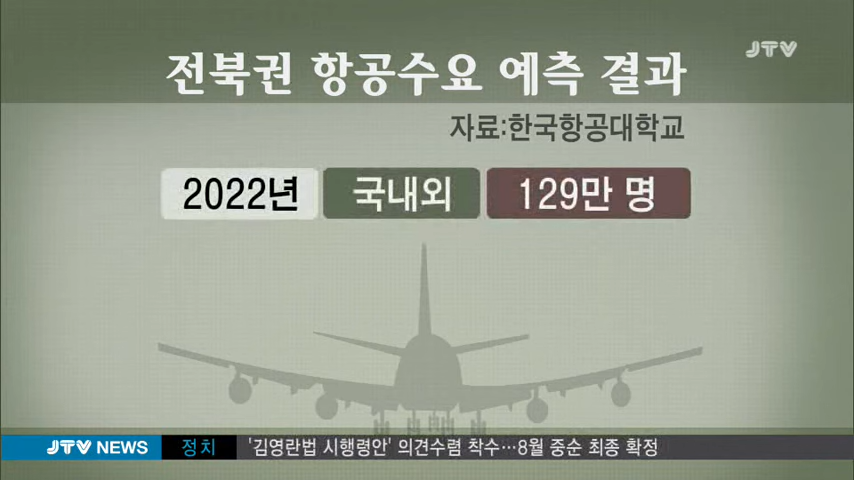 JTV
전북권 항공수요 예측 결과
자료:한국항공대학교
2022년 국내외 129만 명
JTV NEWS 정치 '김영란법 시행령안' 의견수렴 착수…8월 중순 최종 확정